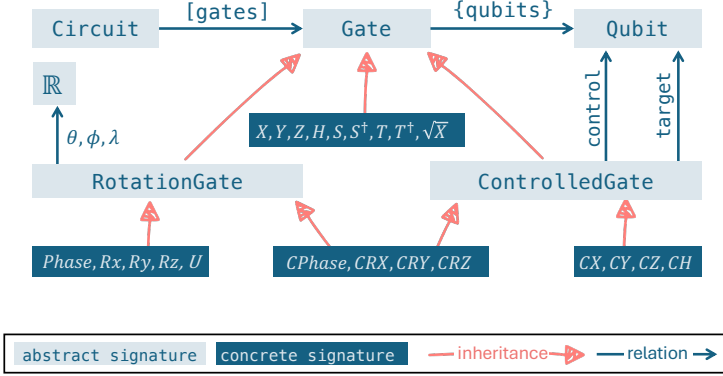 Circuit [gates] Gate {qubits} Qubit
ℝ
θ, ϕ, λ
control
target
X, Y, Z, H, S, S†, T, T†, √X
RotationGate
ControlledGate
Phase, Rx, Ry, Rz, U
CPhase, CRX, CRY, CRZ
CX, CY, CZ, CH
abstract signature
concrete signature
inheritance
relation